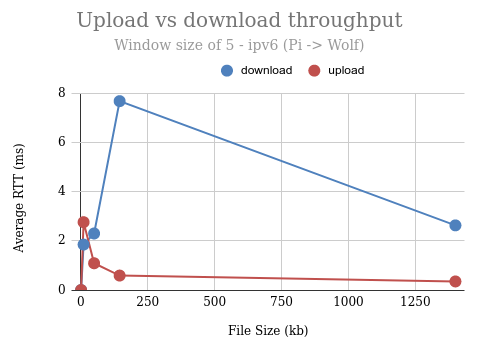 Upload vs download throughput
Window size of 5 - ipv6 (Pi -> Wolf)
download upload
8
6
4
2
0
Average RTT (ms)
0 250 500 750 1000 1250
File Size (kb)